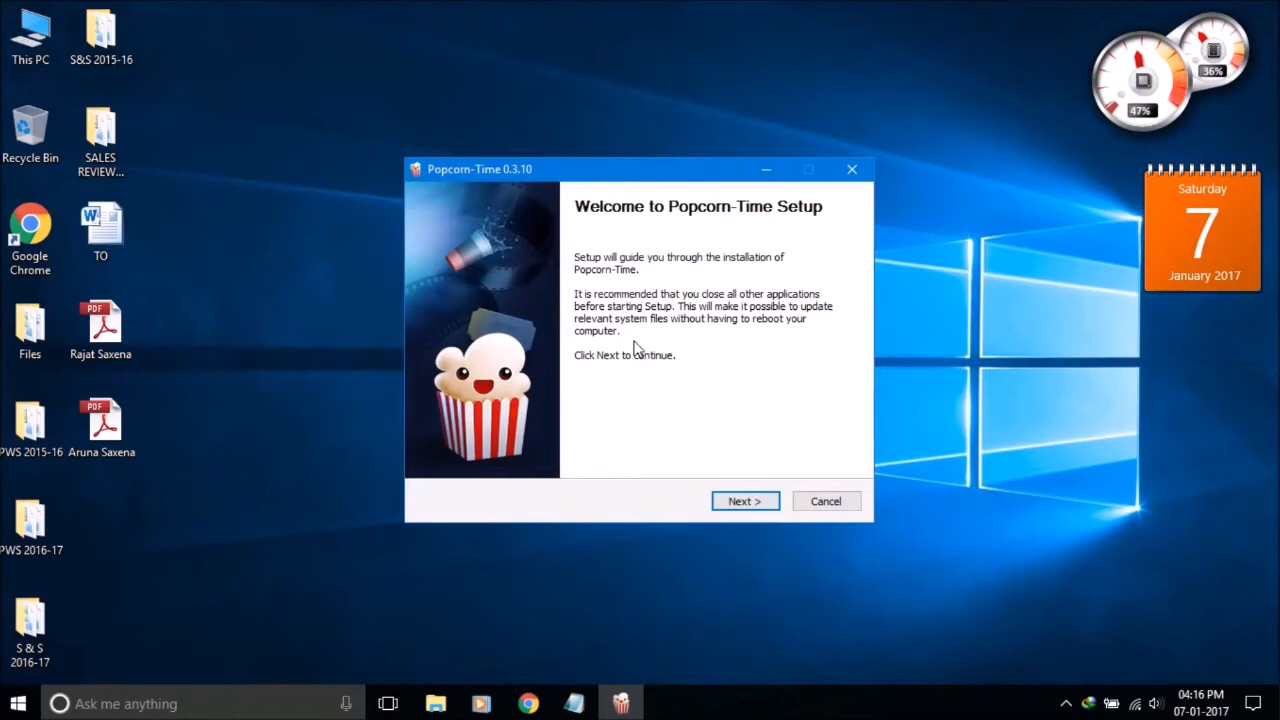 This PC
S&S 2015-16
Recycle Bin
SALES
REVIEW...
Google
Chrome
TO
Files
Rajat Saxena
PWS 2015-16
Aruna Saxena
PWS 2016-17
S & S
2016-17
Popcorn-Time 0.3.10
Welcome to Popcorn-Time Setup
Setup will guide you through the installation of
Popcorn-Time.
It is recommended that you close all other applications
before starting Setup. This will make it possible to update
relevant system files without having to reboot your
computer.
Click Next to continue.
Next >
Cancel
36%
47%
Saturday
7
January 2017
Ask me anything
04:16 PM
07-01-2017
PDF
PDF
W